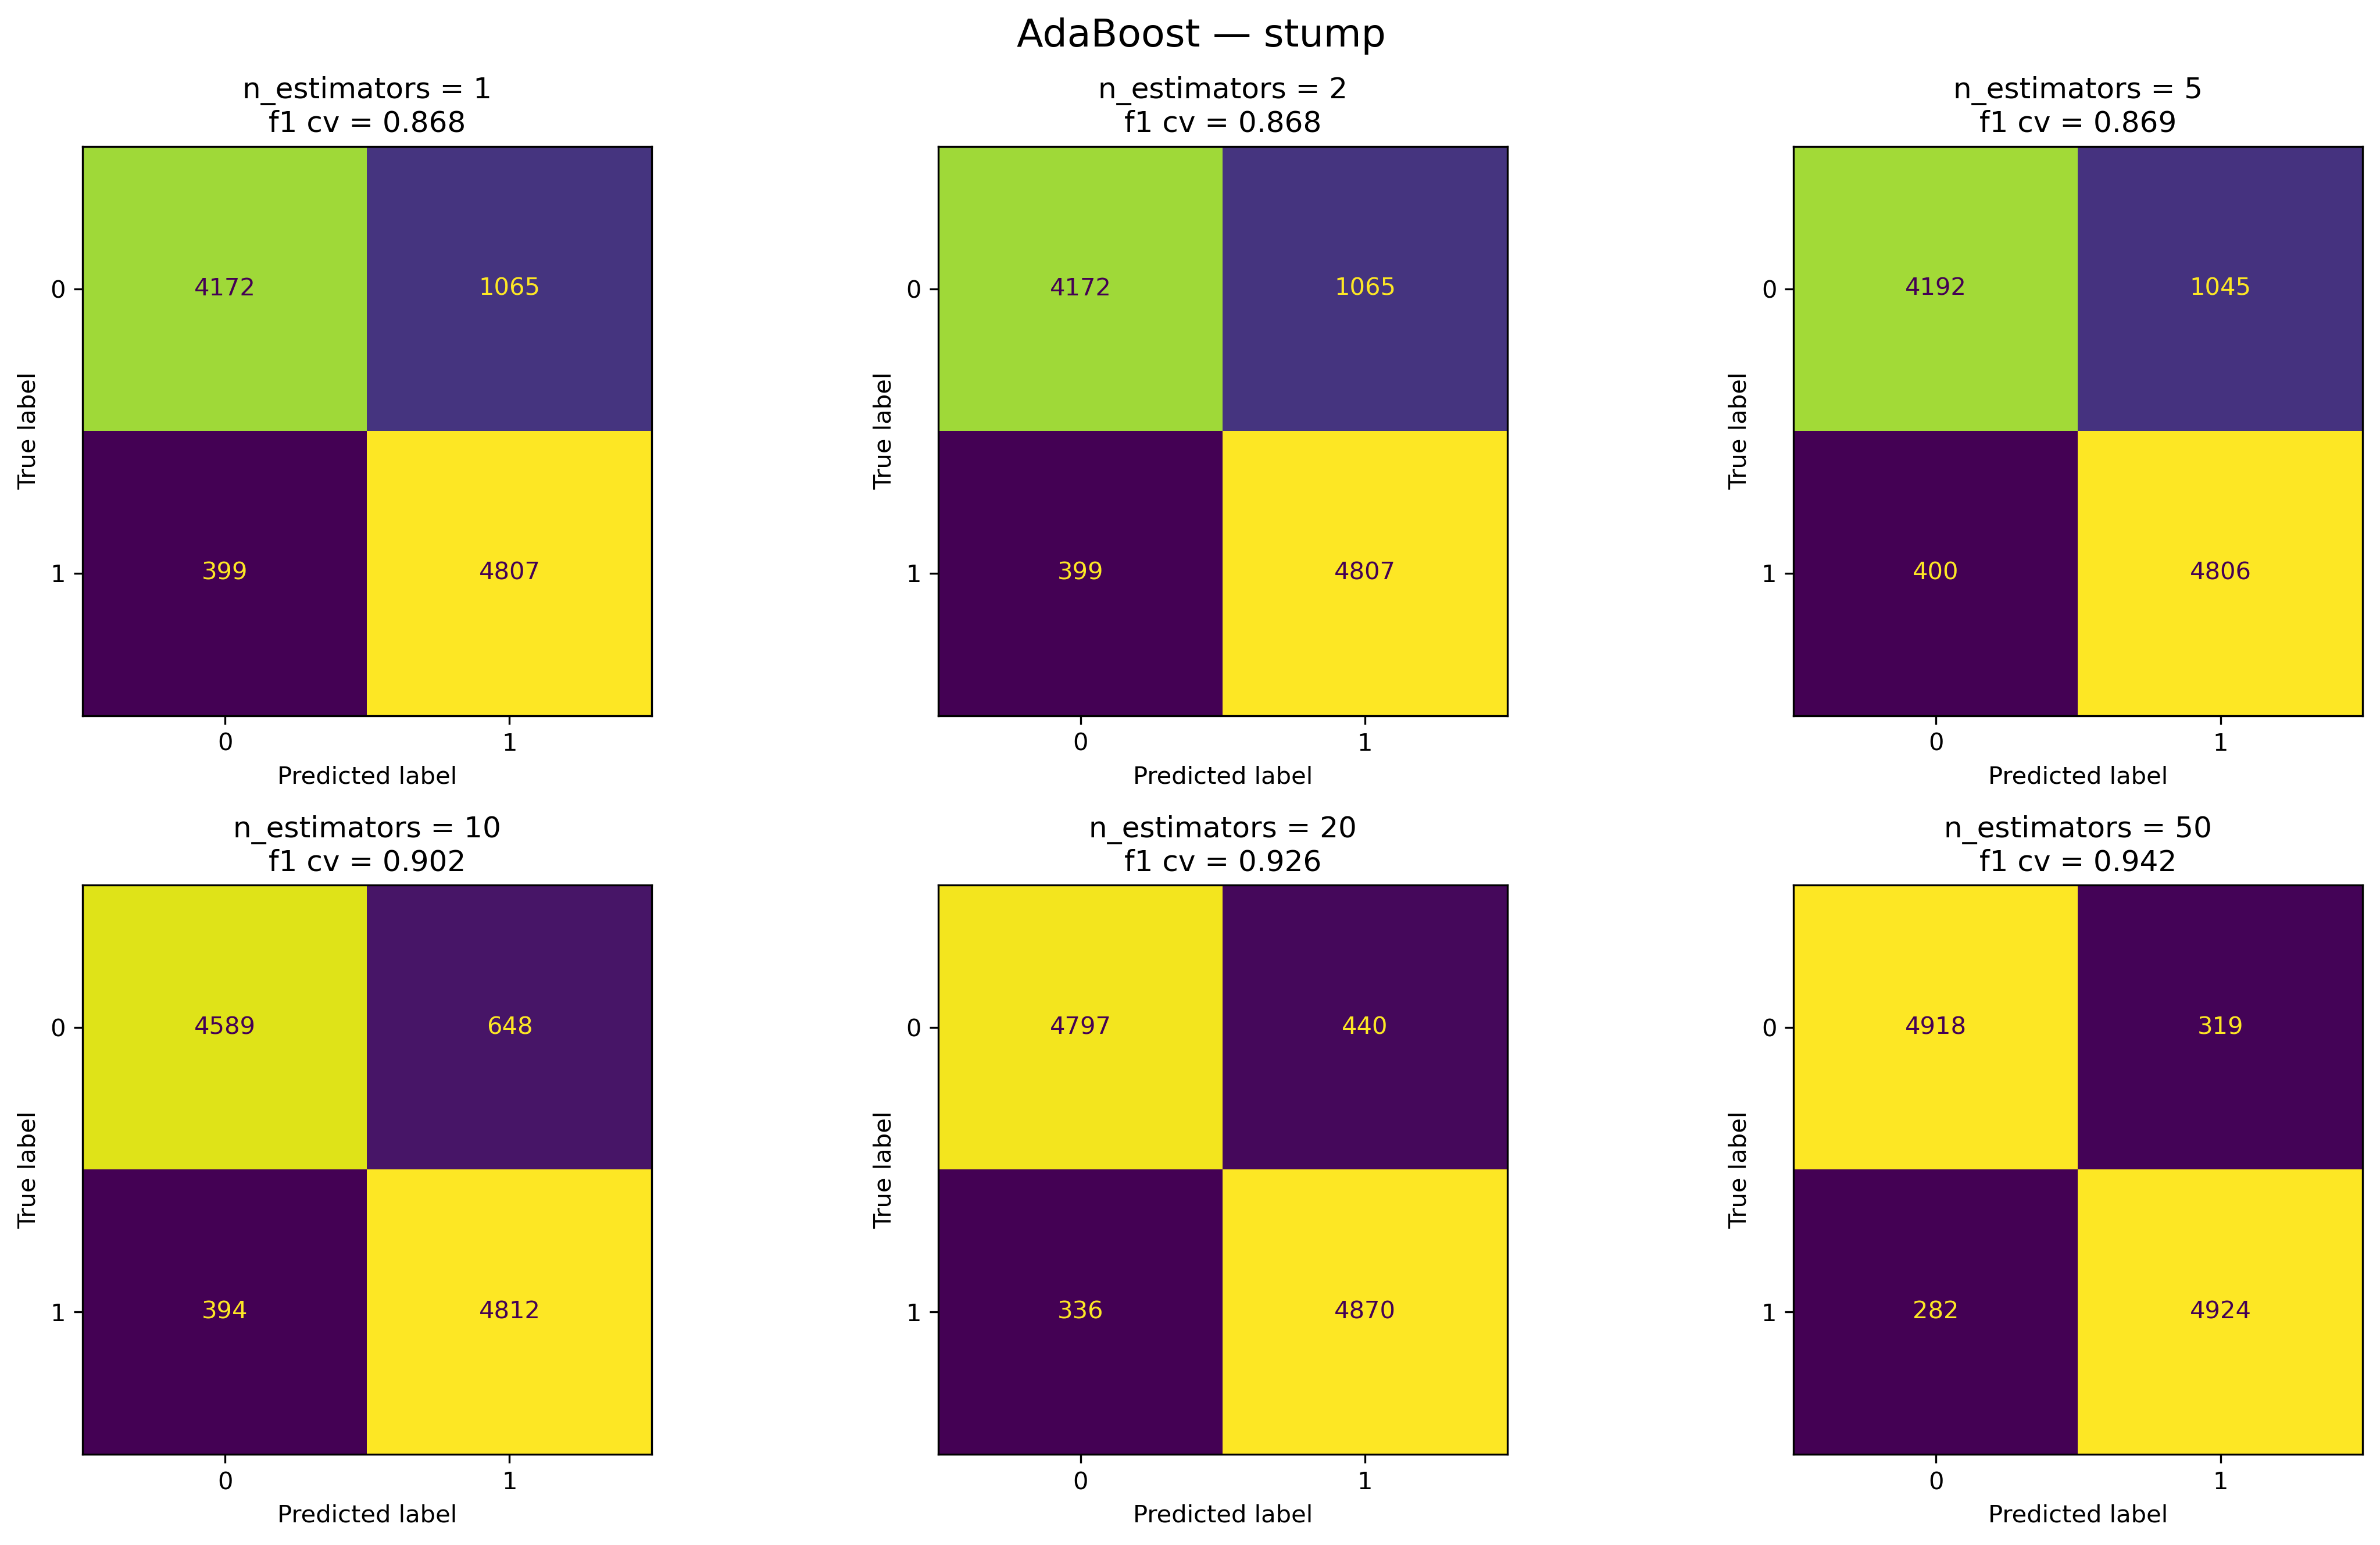 AdaBoost — stump
n_estimators = 1
f1 cv = 0.868
True label
0
4172
1065
1
399
4807
0
1
Predicted label
n_estimators = 2
f1 cv = 0.868
True label
0
4172
1065
1
399
4807
0
1
Predicted label
n_estimators = 5
f1 cv = 0.869
True label
0
4192
1045
1
400
4806
0
1
Predicted label
n_estimators = 10
f1 cv = 0.902
True label
0
4589
648
1
394
4812
0
1
Predicted label
n_estimators = 20
f1 cv = 0.926
True label
0
4797
440
1
336
4870
0
1
Predicted label
n_estimators = 50
f1 cv = 0.942
True label
0
4918
319
1
282
4924
0
1
Predicted label